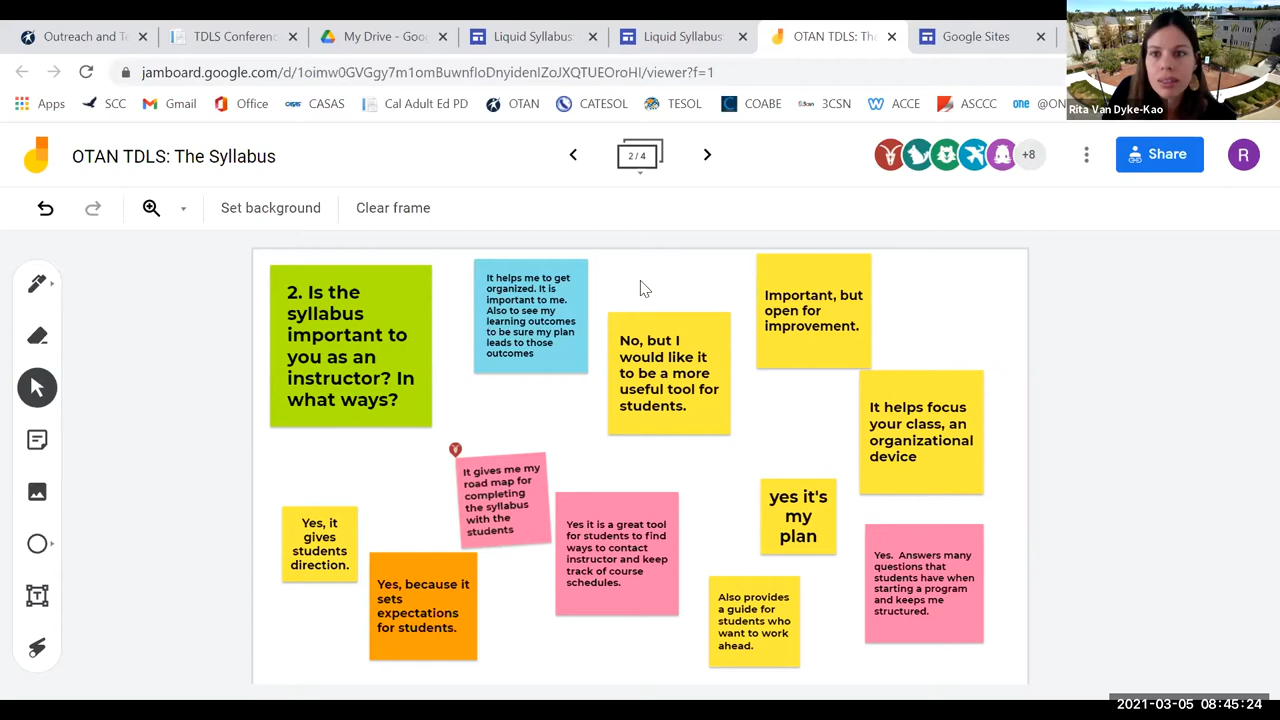 Outreach and Te
TDLS Conferenc
My Drive - Goo
Liquid Syllabus
Liquid Syllabus
OTAN TDLS: The
Google Sites
Rita Van Dyke-Kao
Apps
SCC
Gmail
Office
CASAS
Cal Adult Ed PD
OTAN
CATESOL
TESOL
COABE
3CSN
ACCE
ASCCC
one
@ON
OTAN TDLS: The Syllabus
2 / 4
+8
Share
R
Set background
Clear frame
2. Is the
syllabus
important to
you as an
instructor? In
what ways?
It helps me to get
organized. It is
important to me.
Also to see my
learning outcomes
to be sure my plan
leads to those
outcomes
No, but I
would like it
to be a more
useful tool for
students.
Important, but
open for
improvement.
It helps focus
your class, an
organizational
device
It gives me my
road map for
completing
the syllabus
with the
students
Yes, it
gives
students
direction.
Yes, because it
sets
expectations
for students.
Yes it is a great tool
for students to find
ways to contact
instructor and keep
track of course
schedules.
yes it's
my
plan
Also provides
a guide for
students who
want to work
ahead.
Yes. Answers many
questions that
students have when
starting a program
and keeps me
structured.
2021-03-05 08:45:24